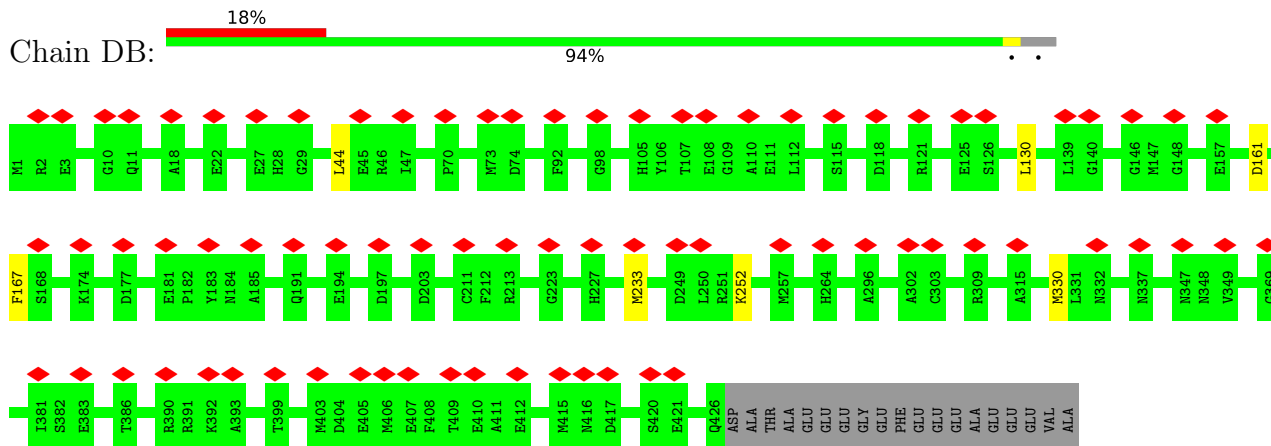 18%
Chain DB:
94%
. .
M1 R2 E3 G10 Q11 A18 E22 E27 H28 G29 L44 E45 R46 I47 P70 M73 D74 F92 G98 H105 Y106 T107 E108 G109 A110 E111 L112 S115 D118 R121 E125 S126 L130 L139 G140 G146 M147 G148 E157 D161
F167 S168 K174 D177 E181 P182 Y183 N184 A185 Q191 E194 D197 D203 C211 F212 R213 G223 H227 M233 D249 L250 R251 K252 M257 H264 A296 A302 C303 R309 A315 M330 L331 N332 N337 N347 N348 V349 G369
I381 S382 E383 T386 R390 R391 K392 A393 T399 M403 D404 E405 M406 E407 F408 T409 E410 A411 E412 M415 N416 D417 S420 E421 Q426 ASP ALA THR ALA GLU GLU GLU GLY GLU PHE GLU GLU GLU ALA GLU GLU GLU VAL ALA